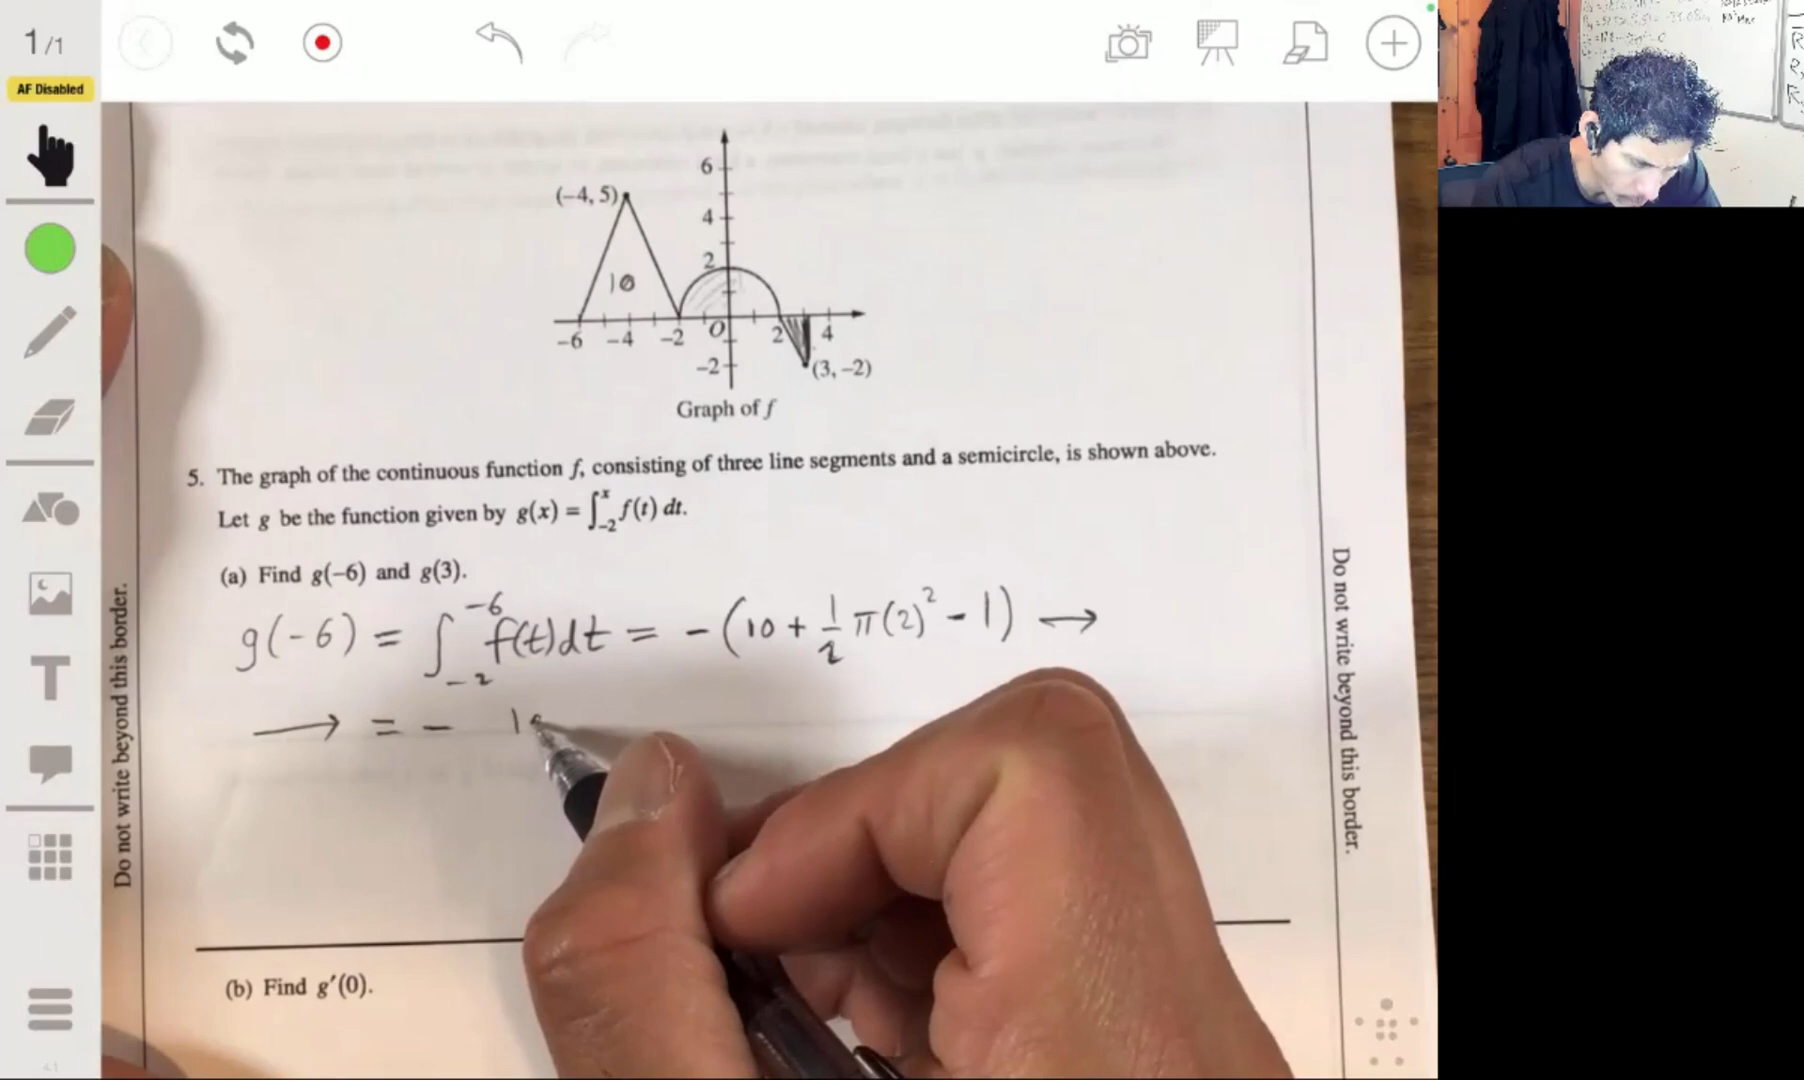 1/1
AF Disabled
(−4, 5)
6
4
2
10
−6 −4 −2 O 2 4
−2
(3, −2)
Graph of f
5. The graph of the continuous function f, consisting of three line segments and a semicircle, is shown above.
Let g be the function given by g(x) = ∫_{−2}^{x} f(t) dt.
(a) Find g(−6) and g(3).
g(−6) = ∫_{−2}^{−6} f(t)dt = −(10 + 1/2 π(2)² − 1) →
→ = − 10
(b) Find g′(0).
Do not write beyond this border.
Do not write beyond this border.
T